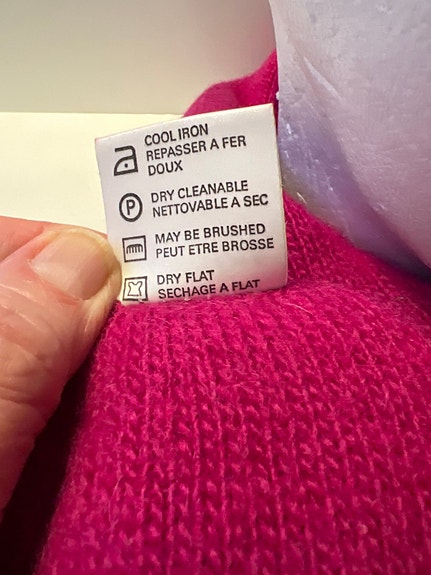 COOL IRON
REPASSER A FER
DOUX
P
DRY CLEANABLE
NETTOVABLE A SEC
MAY BE BRUSHED
PEUT ETRE BROSSE
DRY FLAT
SECHAGE A FLAT